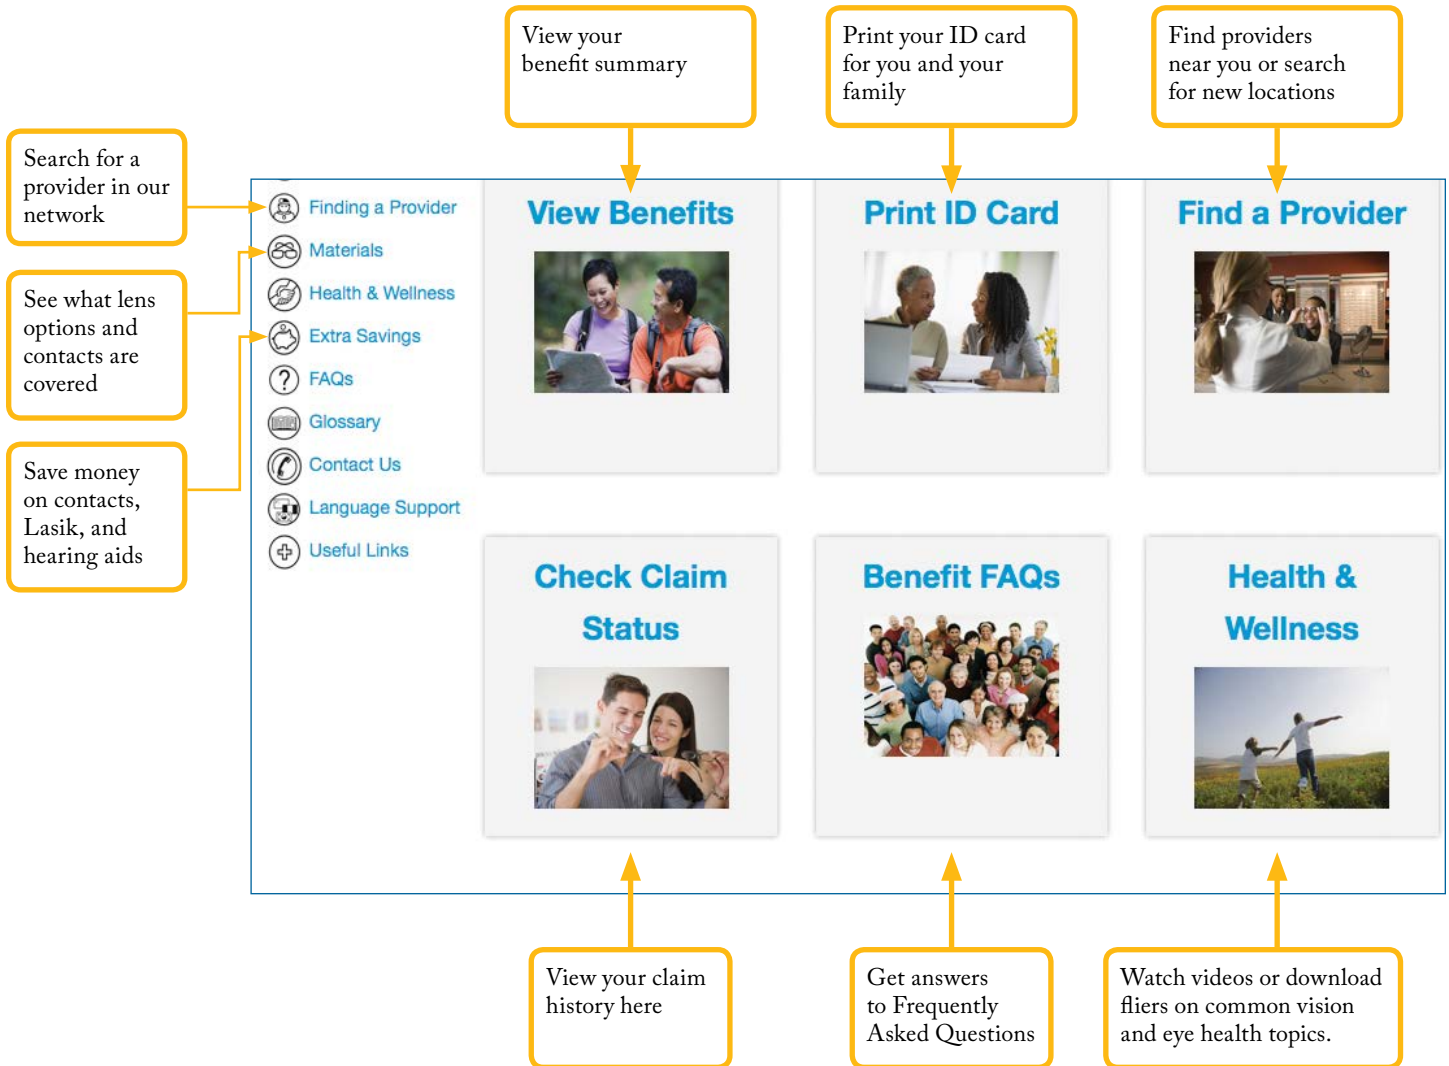 View your
benefit summary
Print your ID card
for you and your
family
Find providers
near you or search
for new locations
Search for a
provider in our
network
See what lens
options and
contacts are
covered
Save money
on contacts,
Lasik, and
hearing aids
Finding a Provider
Materials
Health & Wellness
Extra Savings
FAQs
Glossary
Contact Us
Language Support
Useful Links
View Benefits
Print ID Card
Find a Provider
Check Claim
Status
Benefit FAQs
Health &
Wellness
View your claim
history here
Get answers
to Frequently
Asked Questions
Watch videos or download
fliers on common vision
and eye health topics.